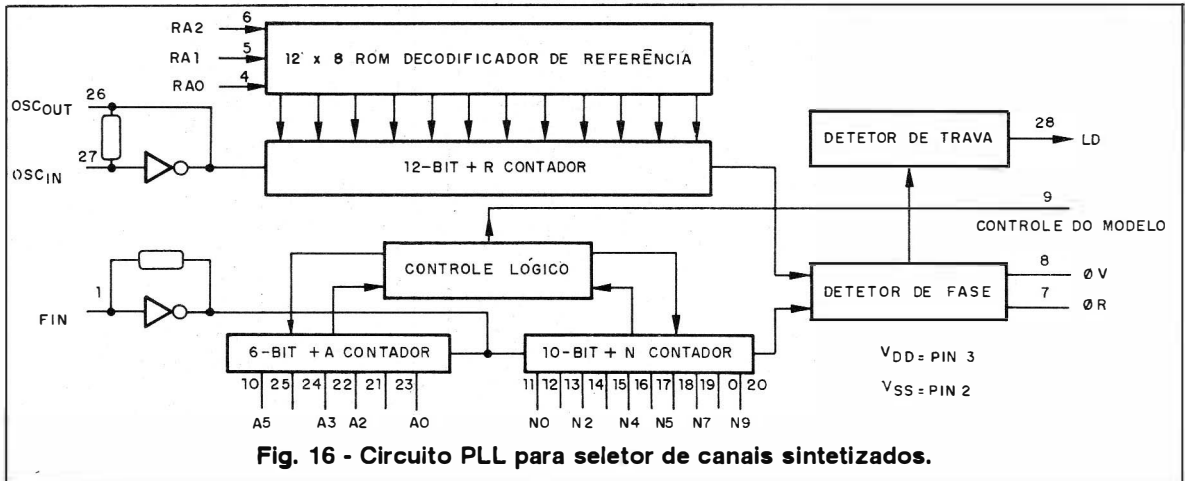 RA2 6
RA1 5
RA0 4
12 x 8 ROM DECODIFICADOR DE REFERÊNCIA
OSCOUT 26
OSCIN 27
12-BIT + R CONTADOR
DETETOR DE TRAVA
28 LD
9
CONTROLE DO MODELO
CONTROLE LÓGICO
DETETOR DE FASE
8 ØV
7 ØR
1
FIN
6-BIT + A CONTADOR
10-BIT + N CONTADOR
VDD = PIN 3
VSS = PIN 2
10 25 24 22 21 23
11 12 13 14 15 16 17 18 19 0 20
A5 A3 A2 A0
N0 N2 N4 N5 N7 N9
Fig. 16 - Circuito PLL para seletor de canais sintetizados.